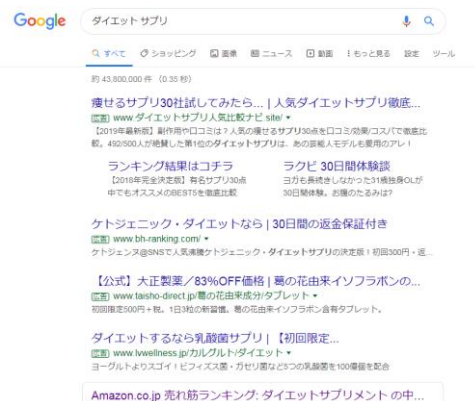 Google
ダイエット サプリ
すべて ショッピング 画像 ニュース 動画 もっと見る 設定 ツール
約 43,800,000 件 （0.35 秒）
痩せるサプリ30社試してみたら... | 人気ダイエットサプリ徹底...
広告 www.ダイエットサプリ人気比較ナビ.site/
【2019年最新版】副作用や口コミは？人気の痩せるサプリ30点を口コミ/効果/コスパで徹底比
較。492/500人が絶賛した第1位のダイエットサプリは、あの芸能人モデルも愛用のアレ！
ランキング結果はコチラ
【2018年完全決定版】有名サプリ30点
中でもオススメのBEST5を徹底比較
ラクビ 30日間体験談
ヨガも長続きしなかった31歳独身OLが
30日間体験。お腹のたるみは?
ケトジェニック・ダイエットなら | 30日間の返金保証付き
広告 www.bh-ranking.com/
ケトジェンヌ@SNSで人気沸騰ケトジェニック・ダイエットサプリの決定版！初回300円・返...
【公式】大正製薬／83%OFF価格 | 葛の花由来イソフラボンの...
広告 www.taisho-direct.jp/葛の花由来成分/タブレット
初回限定500円＋税。1日3粒の新習慣。葛の花由来イソフラボン含有タブレット。
ダイエットするなら乳酸菌サプリ | 【初回限定...
広告 www.lvwellness.jp/カルグルト/ダイエット
ヨーグルトよりスゴイ！ビフィズス菌・ガセリ菌など5つの乳酸菌を100億個を配合
Amazon.co.jp 売れ筋ランキング: ダイエットサプリメント の中...